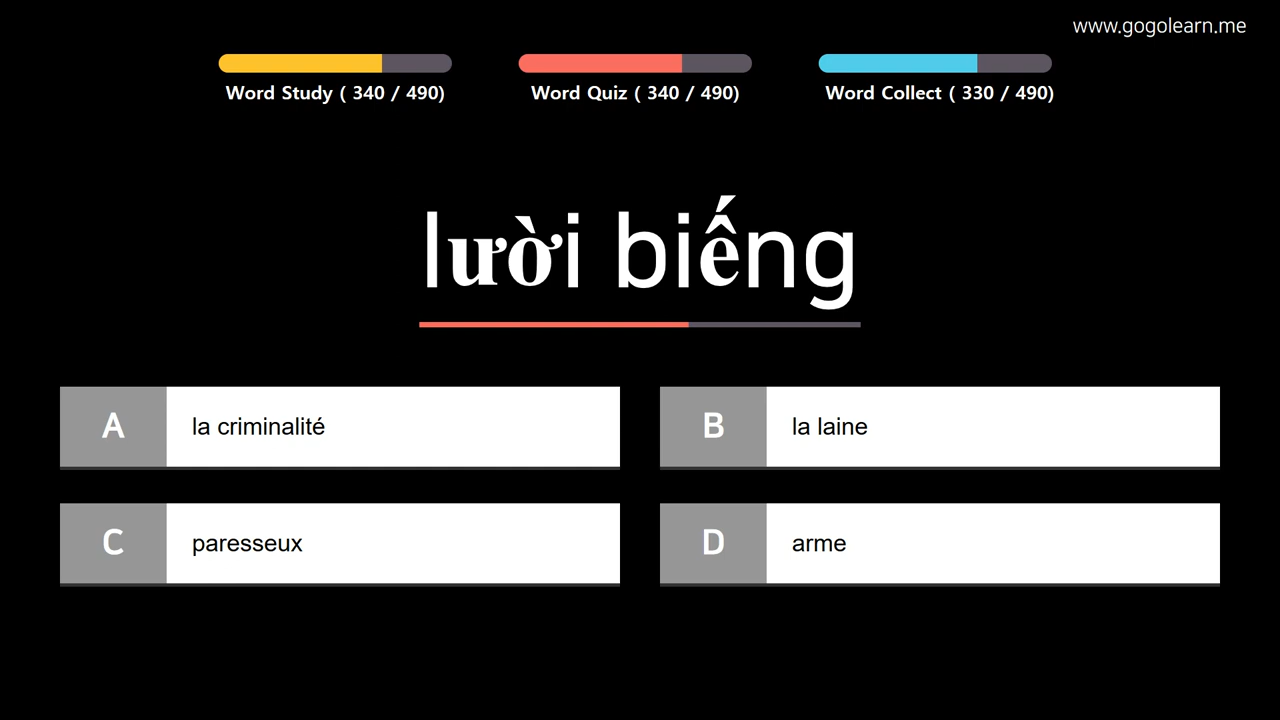 www.gogolearn.me
Word Study ( 340 / 490)
Word Quiz ( 340 / 490)
Word Collect ( 330 / 490)
lười biếng
A la criminalité
B la laine
C paresseux
D arme